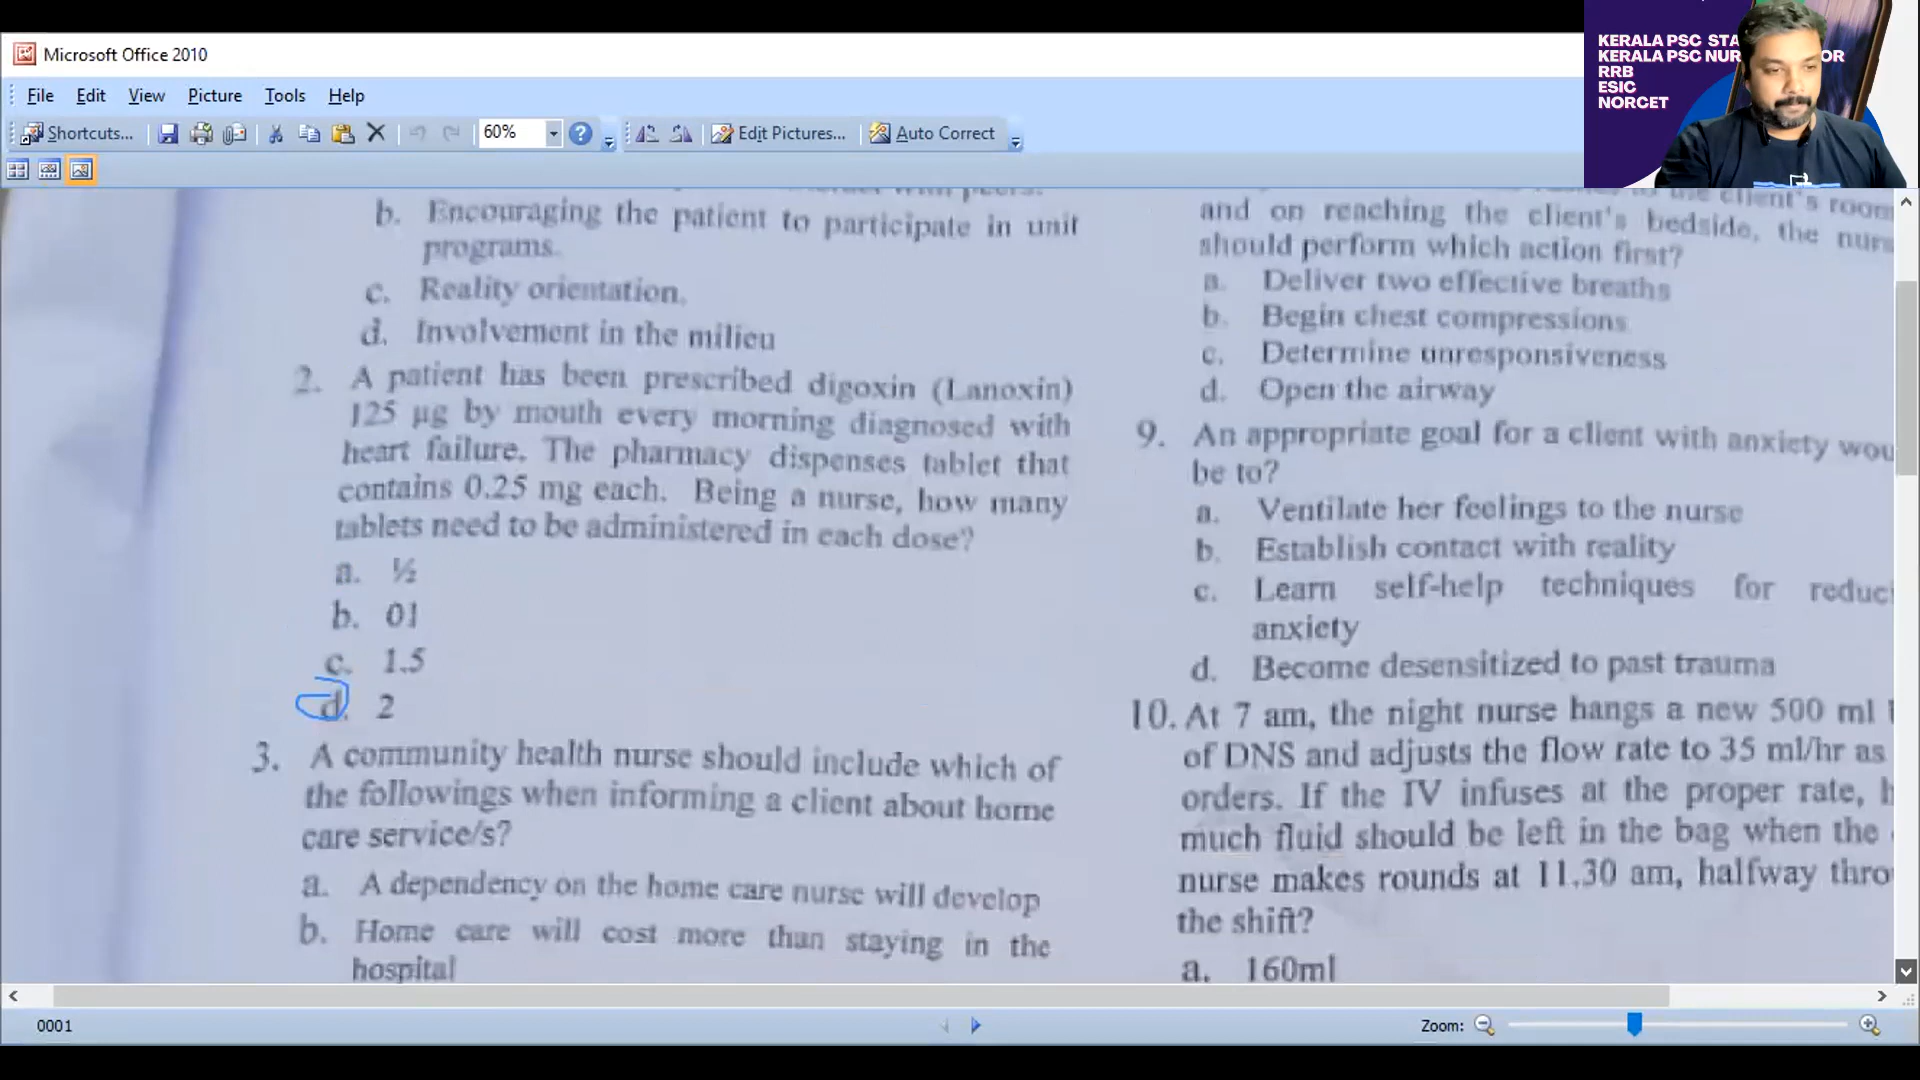 Microsoft Office 2010
File Edit View Picture Tools Help
Shortcuts... 60% Edit Pictures... Auto Correct
KERALA PSC STA
KERALA PSC NUR OR
RRB
ESIC
NORCET
with peers.
b. Encouraging the patient to participate in unit
programs.
c. Reality orientation.
d. Involvement in the milieu
2. A patient has been prescribed digoxin (Lanoxin)
125 µg by mouth every morning diagnosed with
heart failure. The pharmacy dispenses tablet that
contains 0.25 mg each. Being a nurse, how many
tablets need to be administered in each dose?
a. ½
b. 01
c. 1.5
d. 2
3. A community health nurse should include which of
the followings when informing a client about home
care service/s?
a. A dependency on the home care nurse will develop
b. Home care will cost more than staying in the
hospital
the client's room
and on reaching the client's bedside, the nurs
should perform which action first?
a. Deliver two effective breaths
b. Begin chest compressions
c. Determine unresponsiveness
d. Open the airway
9. An appropriate goal for a client with anxiety wou
be to?
a. Ventilate her feelings to the nurse
b. Establish contact with reality
c. Learn self-help techniques for reduci
anxiety
d. Become desensitized to past trauma
10. At 7 am, the night nurse hangs a new 500 ml
of DNS and adjusts the flow rate to 35 ml/hr as
orders. If the IV infuses at the proper rate, h
much fluid should be left in the bag when the
nurse makes rounds at 11.30 am, halfway thro
the shift?
a. 160ml
0001
Zoom: